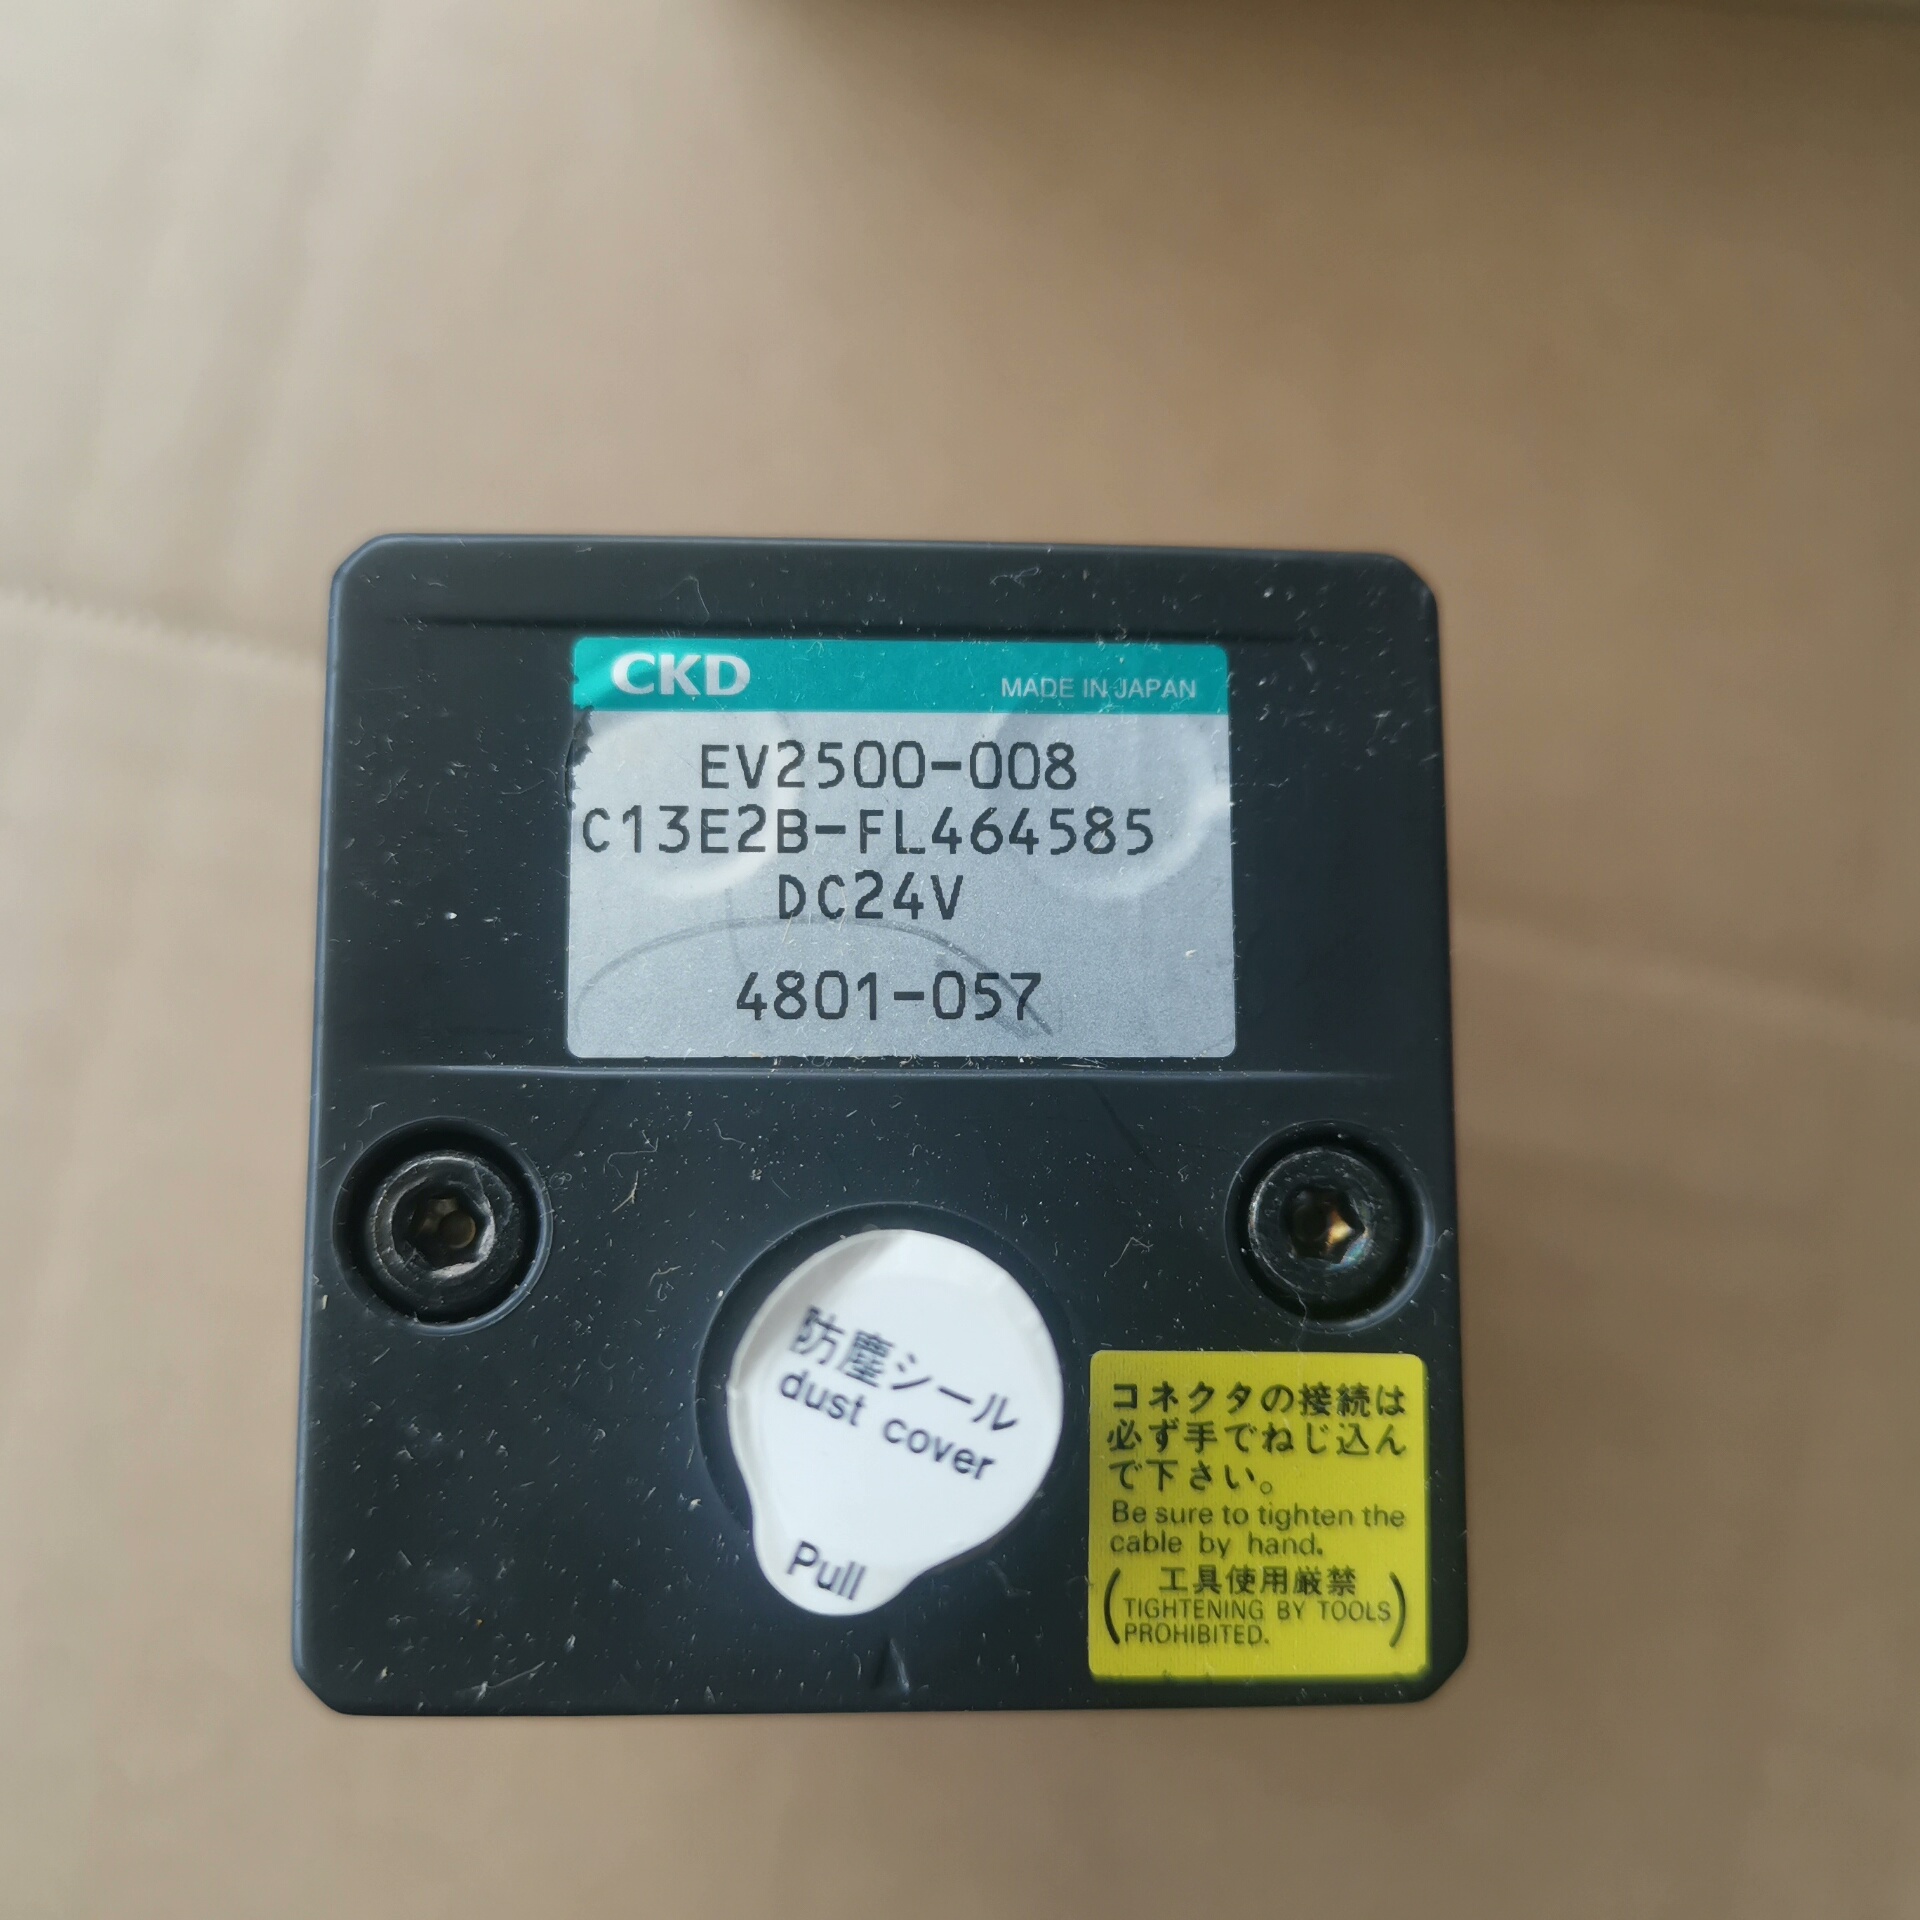 CKD
MADE IN JAPAN
EV2500-008
C13E2B-FL464585
DC24V
4801-057
防塵シール
dust cover
Pull
コネクタの接続は
必ず手でねじ込ん
で下さい。
Be sure to tighten the
cable by hand.
(工具使用厳禁
TIGHTENING BY TOOLS
PROHIBITED.)